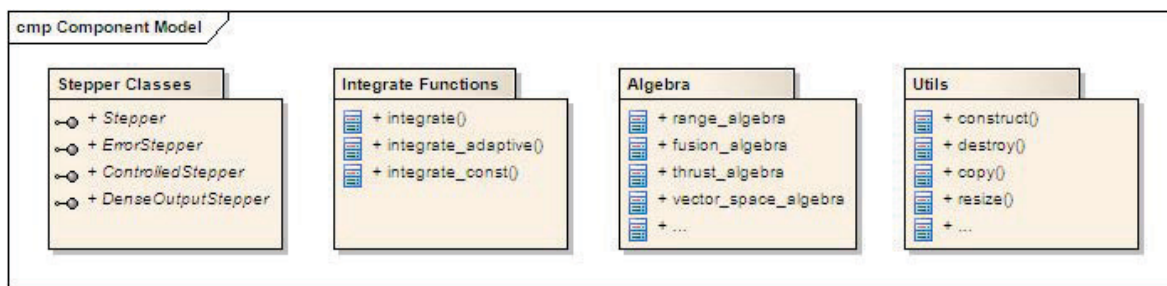 cmp Component Model
Stepper Classes
+ Stepper
+ ErrorStepper
+ ControlledStepper
+ DenseOutputStepper
Integrate Functions
+ integrate()
+ integrate_adaptive()
+ integrate_const()
Algebra
+ range_algebra
+ fusion_algebra
+ thrust_algebra
+ vector_space_algebra
+ ...
Utils
+ construct()
+ destroy()
+ copy()
+ resize()
+ ...